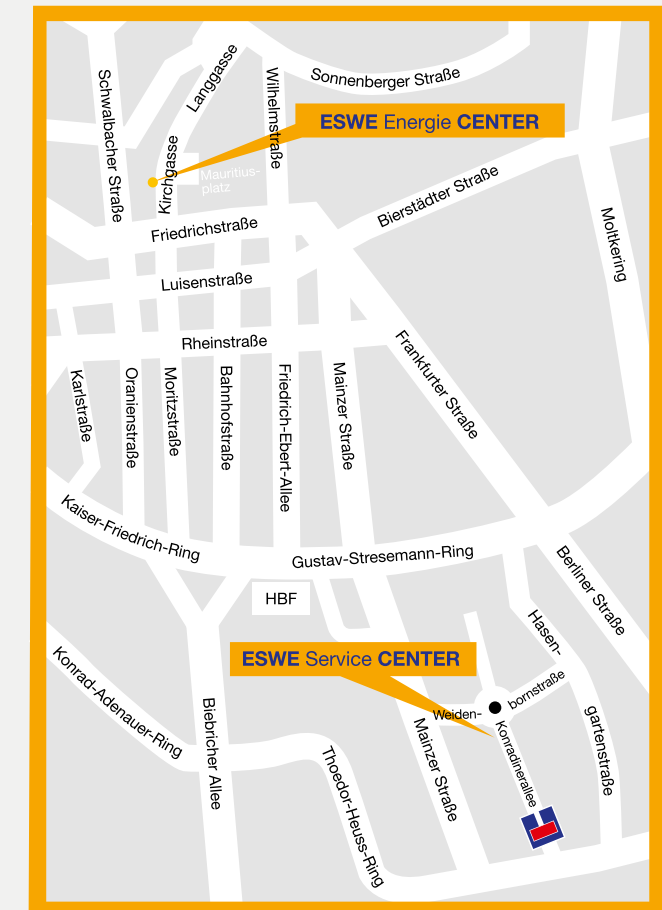 Sonnenberger Straße
Langgasse
Wilhelmstraße
Schwalbacher Straße
ESWE Energie CENTER
Kirchgasse
Mauritius-
platz
Bierstädter Straße
Friedrichstraße
Moltkering
Luisenstraße
Rheinstraße
Frankfurter Straße
Karlstraße
Oranienstraße
Moritzstraße
Bahnhofstraße
Friedrich-Ebert-Allee
Mainzer Straße
Kaiser-Friedrich-Ring
Gustav-Stresemann-Ring
Berliner Straße
HBF
Hasen-
gartenstraße
ESWE Service CENTER
Konrad-Adenauer-Ring
Weiden-
bornstraße
Biebricher Allee
Mainzer Straße
Konradinerallee
Thoedor-Heuss-Ring